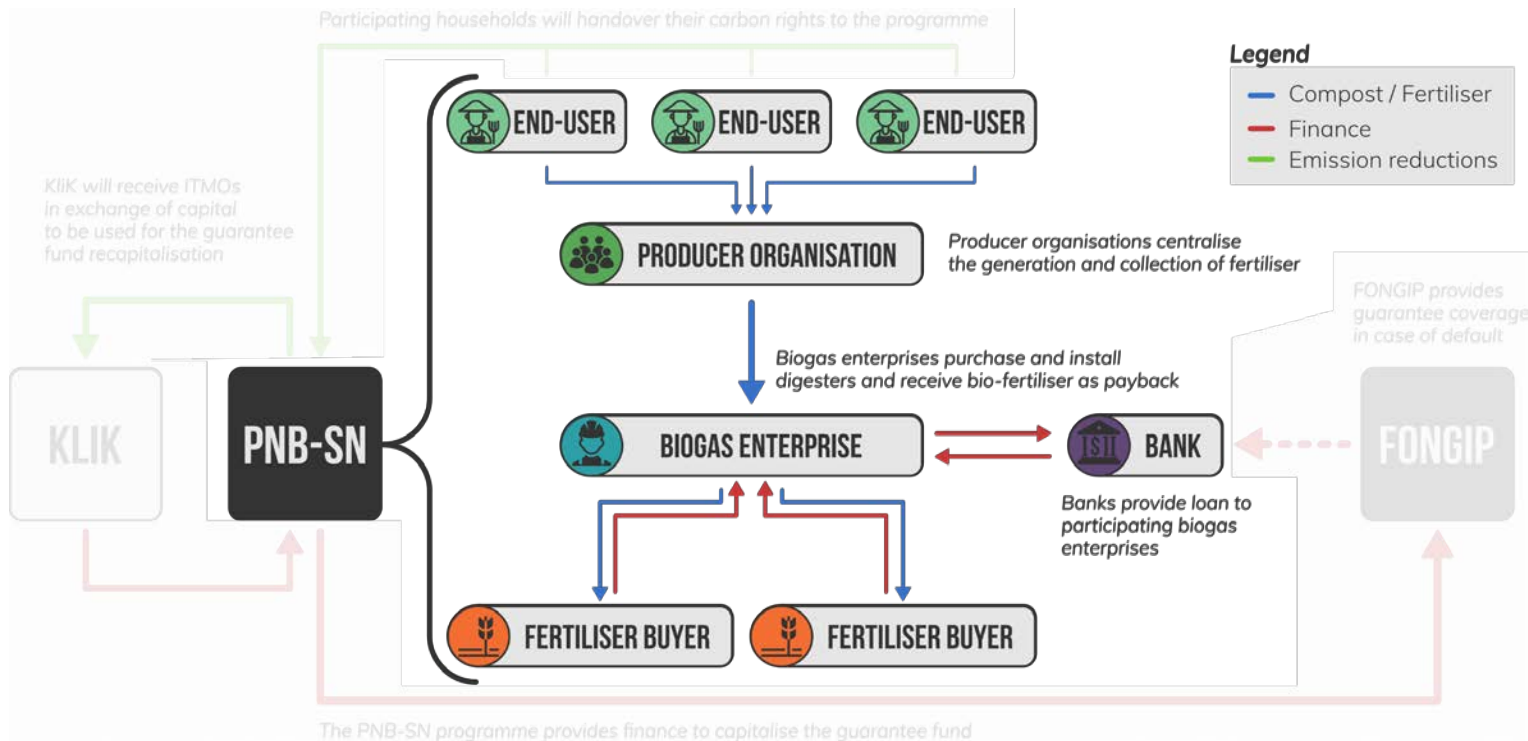 Participating households will handover their carbon rights to the programme
Legend
Compost / Fertiliser
Finance
Emission reductions
END-USER
END-USER
END-USER
KliK will receive ITMOs
in exchange of capital
to be used for the guarantee
fund recapitalisation
PRODUCER ORGANISATION
Producer organisations centralise
the generation and collection of fertiliser
FONGIP provides
guarantee coverage
in case of default
Biogas enterprises purchase and install
digesters and receive bio-fertiliser as payback
KLIK
PNB-SN
BIOGAS ENTERPRISE
$
BANK
FONGIP
Banks provide loan to
participating biogas
enterprises
FERTILISER BUYER
FERTILISER BUYER
The PNB-SN programme provides finance to capitalise the guarantee fund